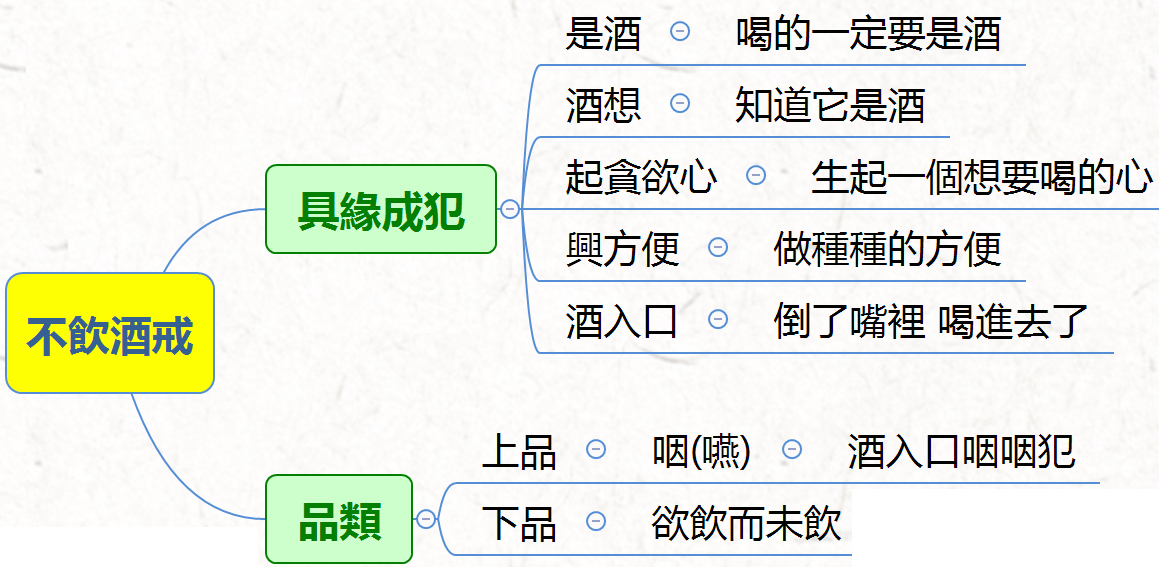 不飲酒戒
具緣成犯
是酒 喝的一定要是酒
酒想 知道它是酒
起貪欲心 生起一個想要喝的心
興方便 做種種的方便
酒入口 倒了嘴裡 喝進去了
品類
上品 咽(嚥) 酒入口咽咽犯
下品 欲飲而未飲